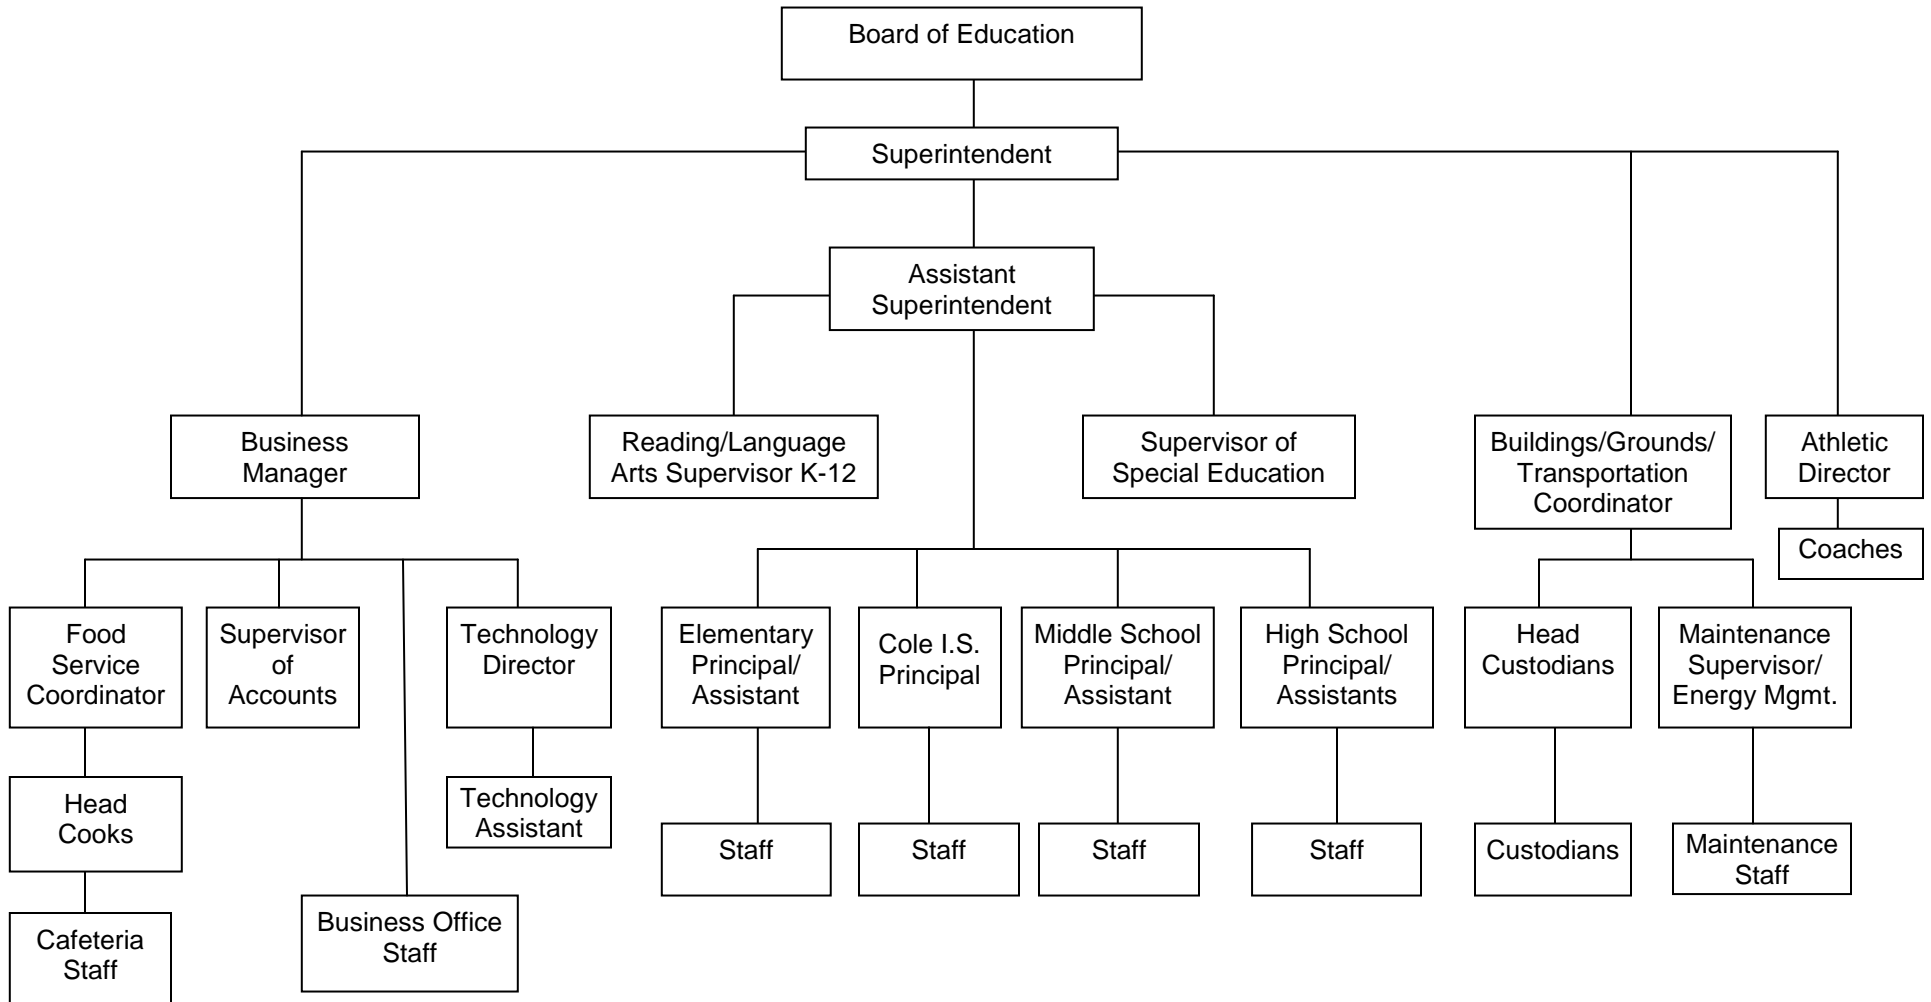 Board of Education
Superintendent
Assistant
Superintendent
Business
Manager
Reading/Language
Arts Supervisor K-12
Supervisor of
Special Education
Buildings/Grounds/
Transportation
Coordinator
Athletic
Director
Coaches
Food
Service
Coordinator
Supervisor
of
Accounts
Technology
Director
Elementary
Principal/
Assistant
Cole I.S.
Principal
Middle School
Principal/
Assistant
High School
Principal/
Assistants
Head
Custodians
Maintenance
Supervisor/
Energy Mgmt.
Head
Cooks
Technology
Assistant
Staff
Staff
Staff
Staff
Custodians
Maintenance
Staff
Cafeteria
Staff
Business Office
Staff